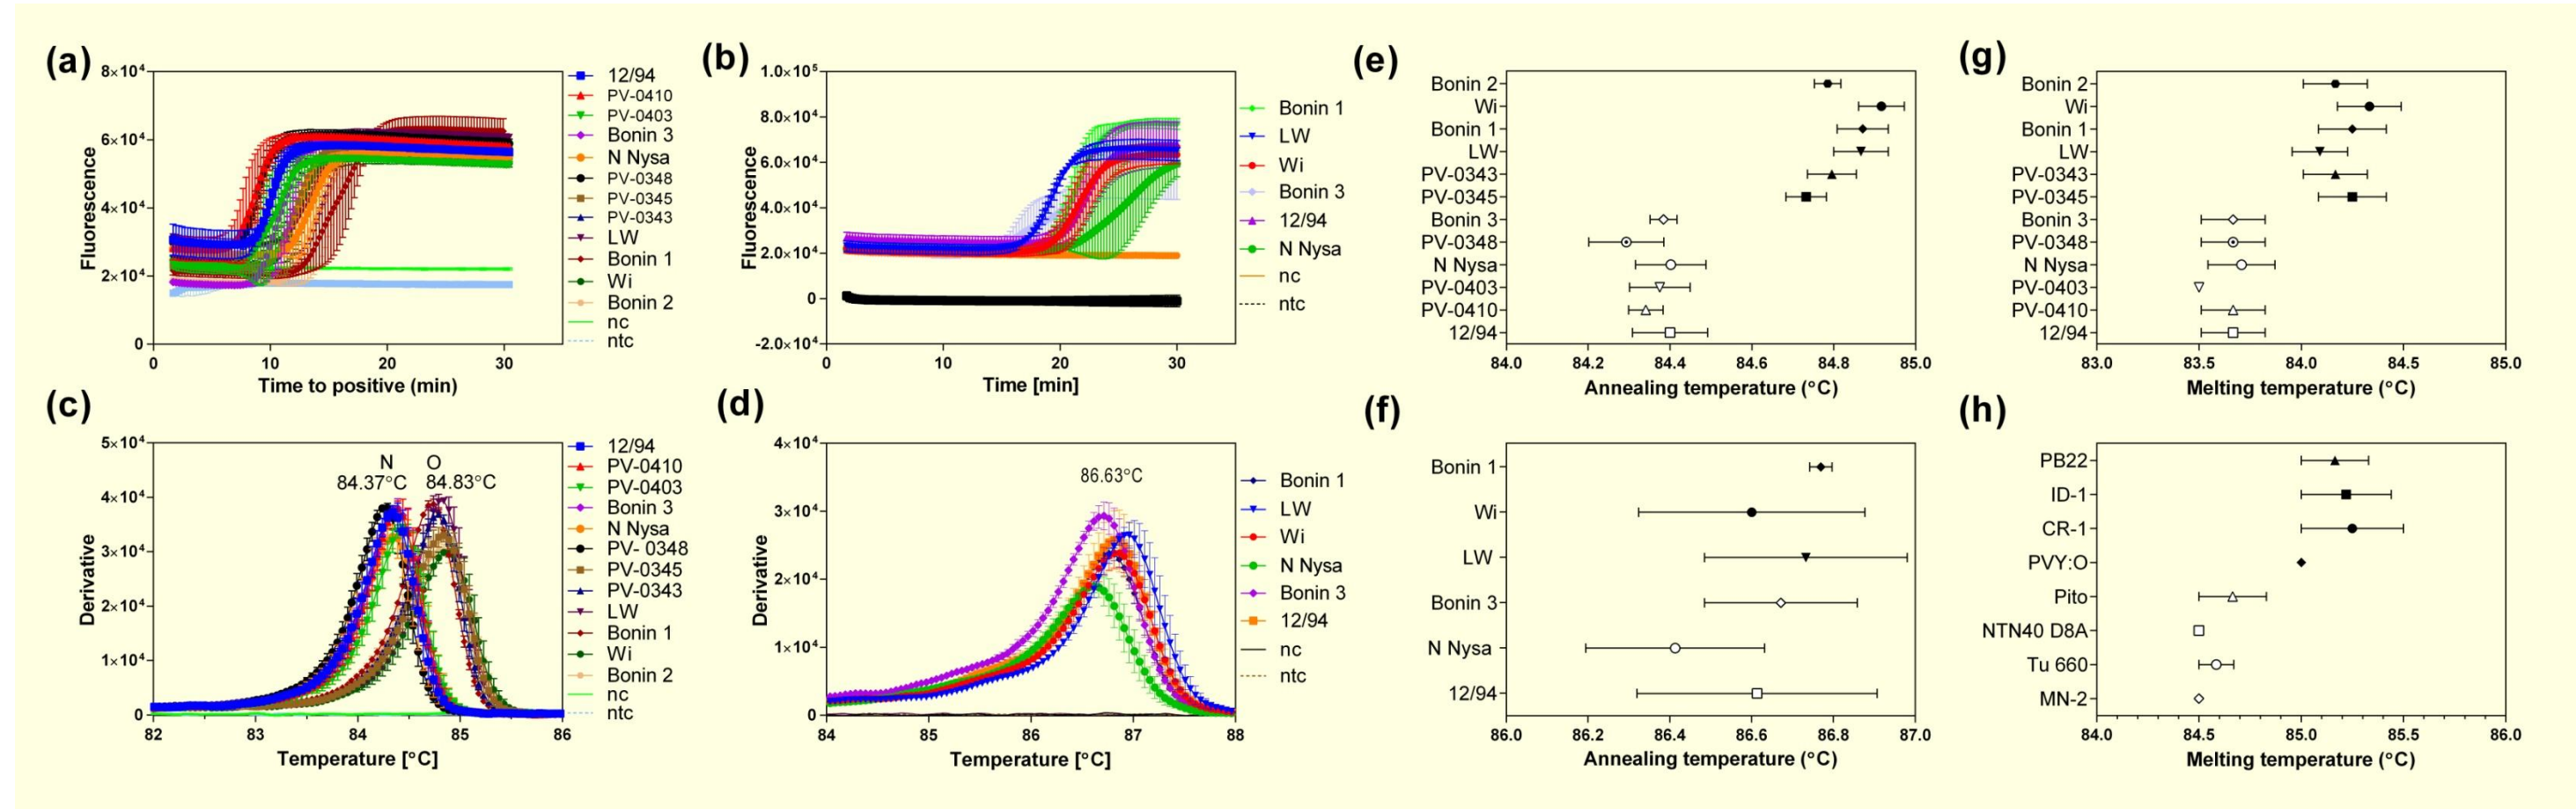 (a)
8×10⁴
6×10⁴
4×10⁴
2×10⁴
0
Fluorescence
0 10 20 30
Time to positive (min)
12/94
PV-0410
PV-0403
Bonin 3
N Nysa
PV-0348
PV-0345
PV-0343
LW
Bonin 1
Wi
Bonin 2
nc
ntc
(b)
1.0×10⁵
8.0×10⁴
6.0×10⁴
4.0×10⁴
2.0×10⁴
0
-2.0×10⁴
Fluorescence
0 10 20 30
Time [min]
Bonin 1
LW
Wi
Bonin 3
12/94
N Nysa
nc
ntc
(c)
5×10⁴
4×10⁴
3×10⁴
2×10⁴
1×10⁴
0
Derivative
N O
84.37°C 84.83°C
82 83 84 85 86
Temperature [°C]
12/94
PV-0410
PV-0403
Bonin 3
N Nysa
PV- 0348
PV-0345
PV-0343
LW
Bonin 1
Wi
Bonin 2
nc
ntc
(d)
4×10⁴
3×10⁴
2×10⁴
1×10⁴
0
Derivative
86.63°C
84 85 86 87 88
Temperature [°C]
Bonin 1
LW
Wi
N Nysa
Bonin 3
12/94
nc
ntc
(e)
Bonin 2
Wi
Bonin 1
LW
PV-0343
PV-0345
Bonin 3
PV-0348
N Nysa
PV-0403
PV-0410
12/94
84.0 84.2 84.4 84.6 84.8 85.0
Annealing temperature (°C)
(f)
Bonin 1
Wi
LW
Bonin 3
N Nysa
12/94
86.0 86.2 86.4 86.6 86.8 87.0
Annealing temperature (°C)
(g)
Bonin 2
Wi
Bonin 1
LW
PV-0343
PV-0345
Bonin 3
PV-0348
N Nysa
PV-0403
PV-0410
12/94
83.0 83.5 84.0 84.5 85.0
Melting temperature (°C)
(h)
PB22
ID-1
CR-1
PVY:O
Pito
NTN40 D8A
Tu 660
MN-2
84.0 84.5 85.0 85.5 86.0
Melting temperature (°C)